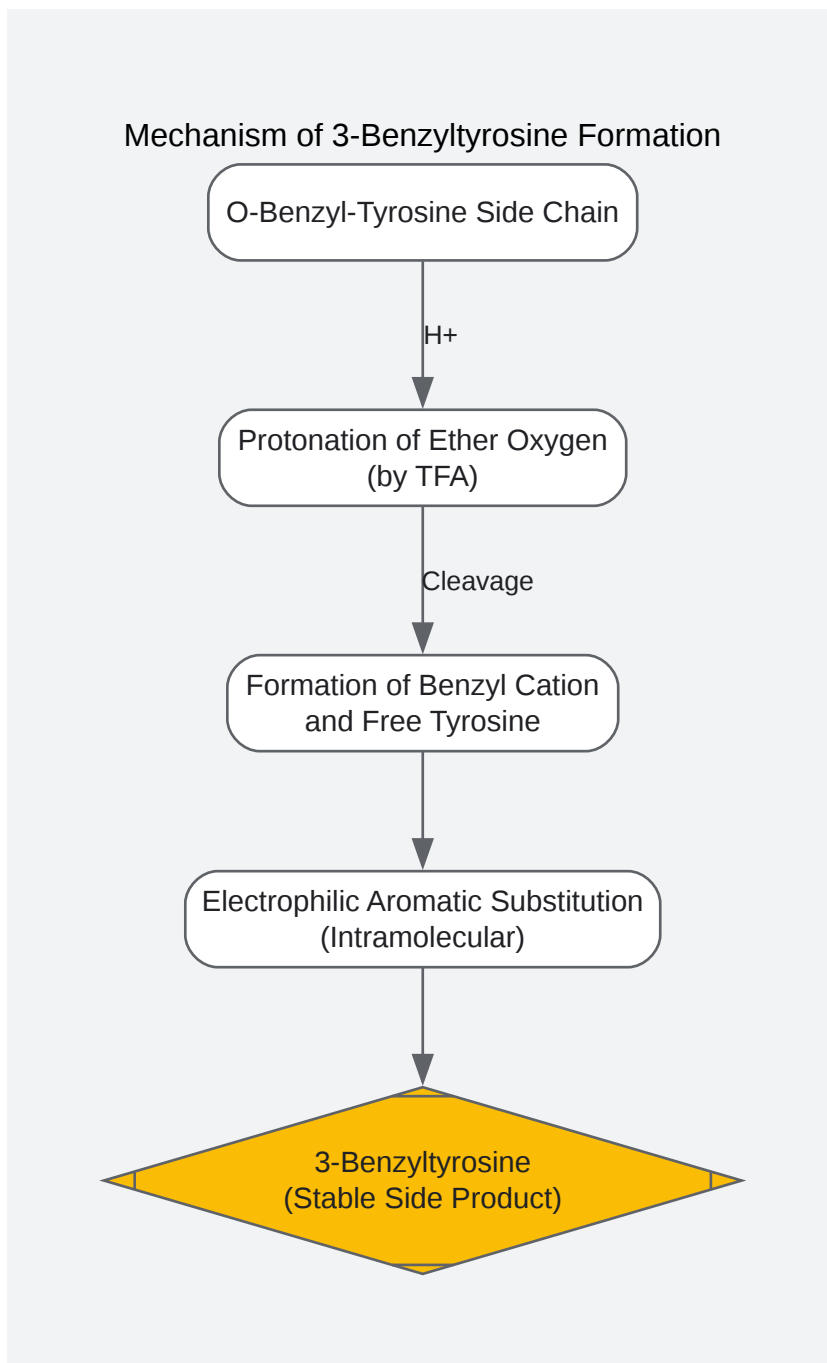 Mechanism of 3-Benzyltyrosine Formation
O-Benzyl-Tyrosine Side Chain
H+
Protonation of Ether Oxygen
(by TFA)
Cleavage
Formation of Benzyl Cation
and Free Tyrosine
Electrophilic Aromatic Substitution
(Intramolecular)
3-Benzyltyrosine
(Stable Side Product)